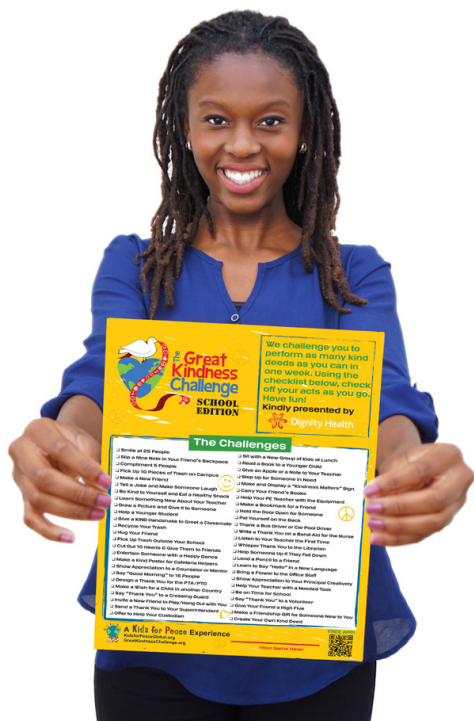 The Great
Kindness
Challenge
SCHOOL
EDITION
We challenge you to
perform as many kind
deeds as you can in
one week. Using the
checklist below, check
off your acts as you go.
Have fun!
Kindly presented by
Dignity Health
The Challenges
Smile at 25 People
Slip a Nice Note in Your Friend's Backpack
Compliment 5 People
Pick Up 10 Pieces of Trash on Campus
Make a New Friend
Tell a Joke and Make Someone Laugh
Be Kind to Yourself and Eat a Healthy Snack
Learn Something New About Your Teacher
Draw a Picture and Give it to Someone
Help a Younger Student
Give a KIND Handshake to Greet a Classmate
Recycle Your Trash
Hug Your Friend
Pick Up Trash Outside Your School
Cut Out 10 Hearts & Give Them to Friends
Entertain Someone with a Happy Dance
Make a Kind Poster for Cafeteria Helpers
Show Appreciation to a Counselor or Mentor
Say "Good Morning" to 15 People
Design a Thank You for the PTA/PTO
Make a Wish for a Child in another Country
Say "Thank You" to a Crossing Guard
Invite a New Friend to Play/Hang Out with You
Send a Thank You to Your Superintendent
Offer to Help Your Custodian
Sit with a New Group of Kids at Lunch
Read a Book to a Younger Child
Give an Apple or a Note to Your Teacher
Step Up for Someone in Need
Make and Display a "Kindness Matters" Sign
Carry Your Friend's Books
Help Your PE Teacher with the Equipment
Make a Bookmark for a Friend
Hold the Door Open for Someone
Pat Yourself on the Back
Thank a Bus Driver or Car Pool Driver
Write a Thank You on a Band Aid for the Nurse
Listen to Your Teacher the First Time
Whisper Thank You to the Librarian
Help Someone Up if They Fall Down
Lend a Pencil to a Friend
Learn to Say "Hello" in a New Language
Bring a Flower to the Office Staff
Show Appreciation to Your Principal Creatively
Help Your Teacher with a Needed Task
Be on Time for School
Say "Thank You" to a Volunteer
Give Your Friend a High Five
Make a Friendship Gift for Someone New to You
Create Your Own Kind Deed
A Kids for Peace Experience
KidsforPeaceGlobal.org
GreatKindnessChallenge.org
(Your Name Here)
FREE APP!